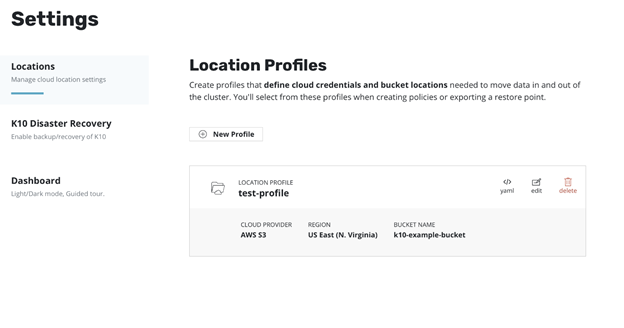 Settings
Locations
Manage cloud location settings
K10 Disaster Recovery
Enable backup/recovery of K10
Dashboard
Light/Dark mode, Guided tour.
Location Profiles
Create profiles that define cloud credentials and bucket locations needed to move data in and out of
the cluster. You'll select from these profiles when creating policies or exporting a restore point.
New Profile
LOCATION PROFILE
test-profile
yaml
edit
delete
CLOUD PROVIDER
AWS S3
REGION
US East (N. Virginia)
BUCKET NAME
k10-example-bucket